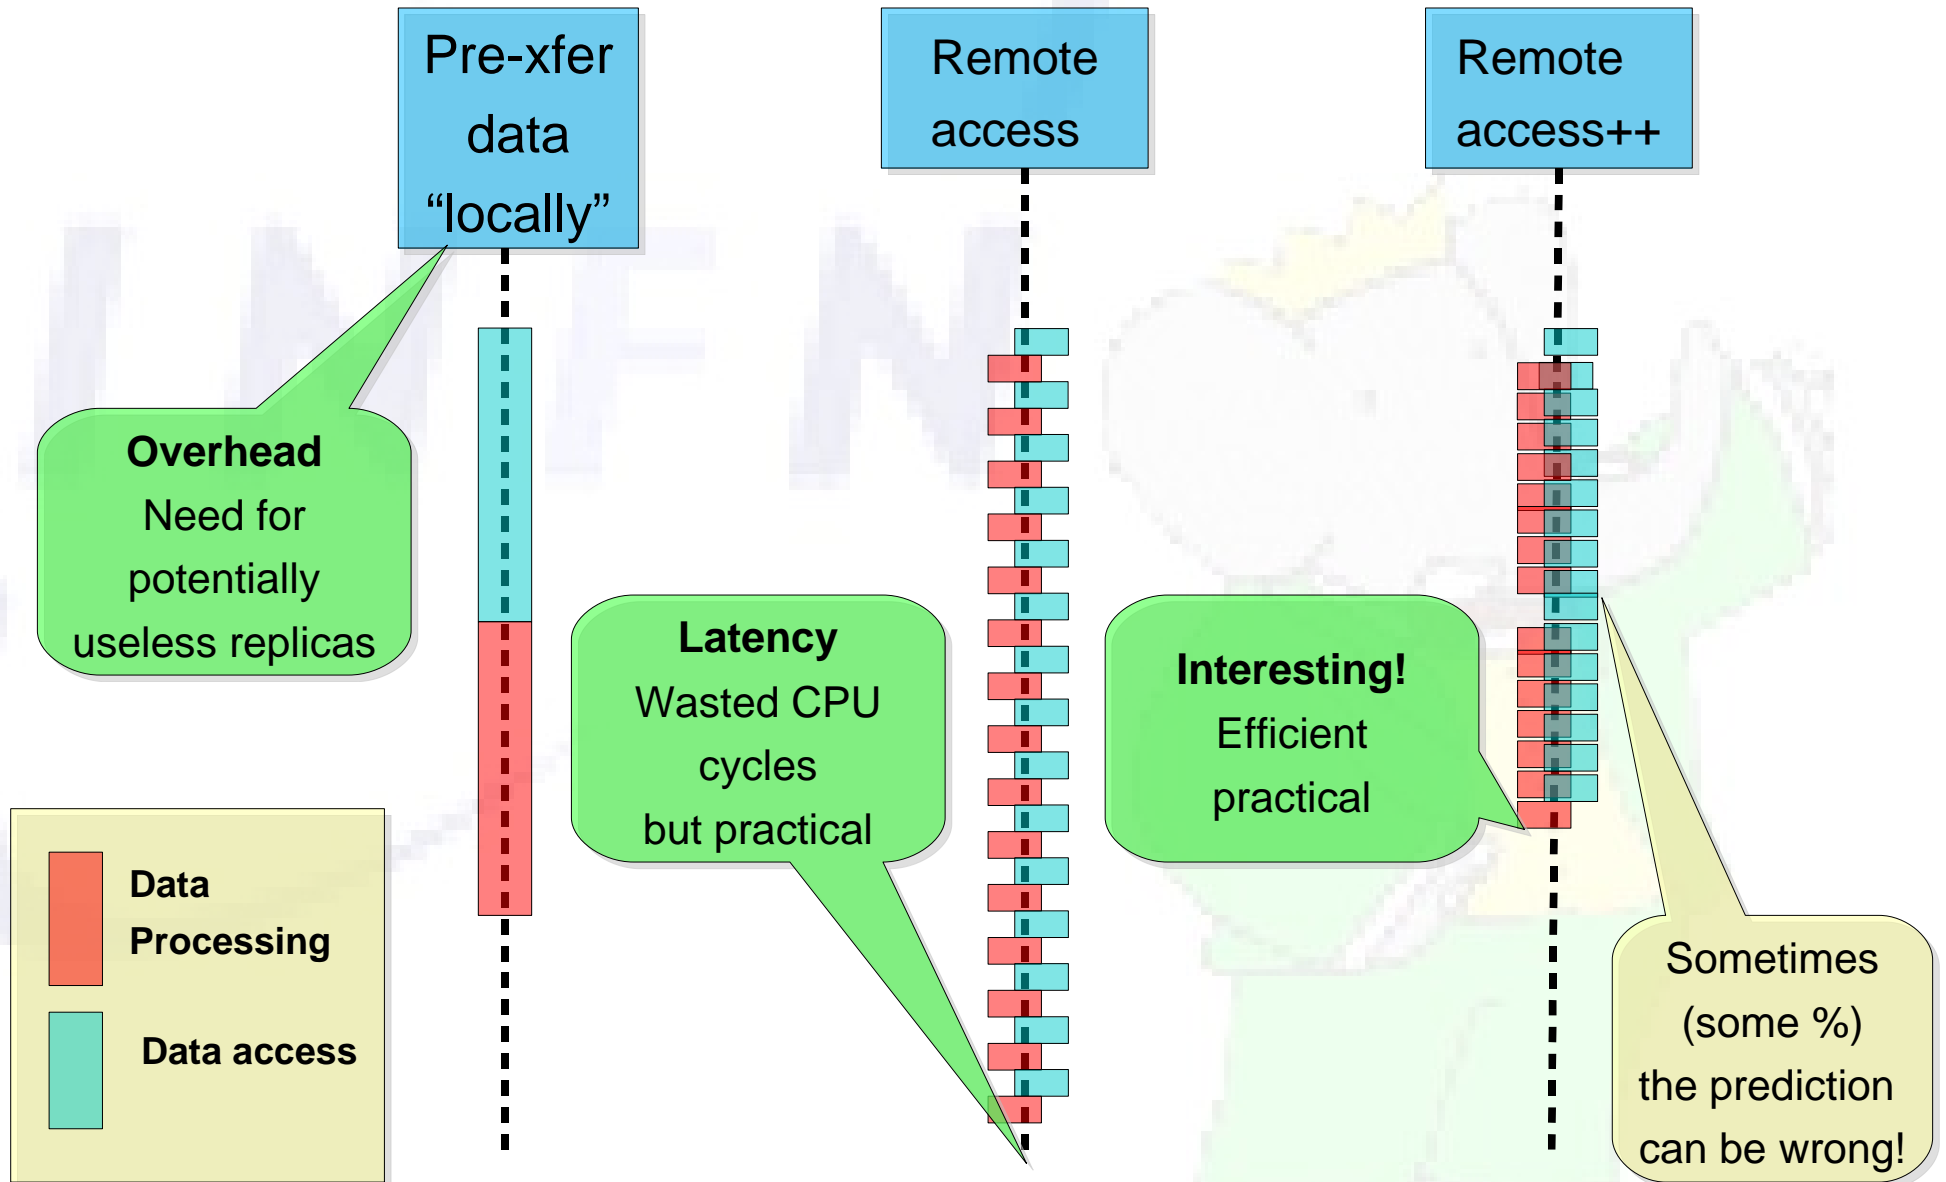 Pre-xfer
data
“locally”
Remote
access
Remote
access++
Overhead
Need for
potentially
useless replicas
Latency
Wasted CPU
cycles
but practical
Interesting!
Efficient
practical
Data
Processing
Data access
Sometimes
(some %)
the prediction
can be wrong!
INFN